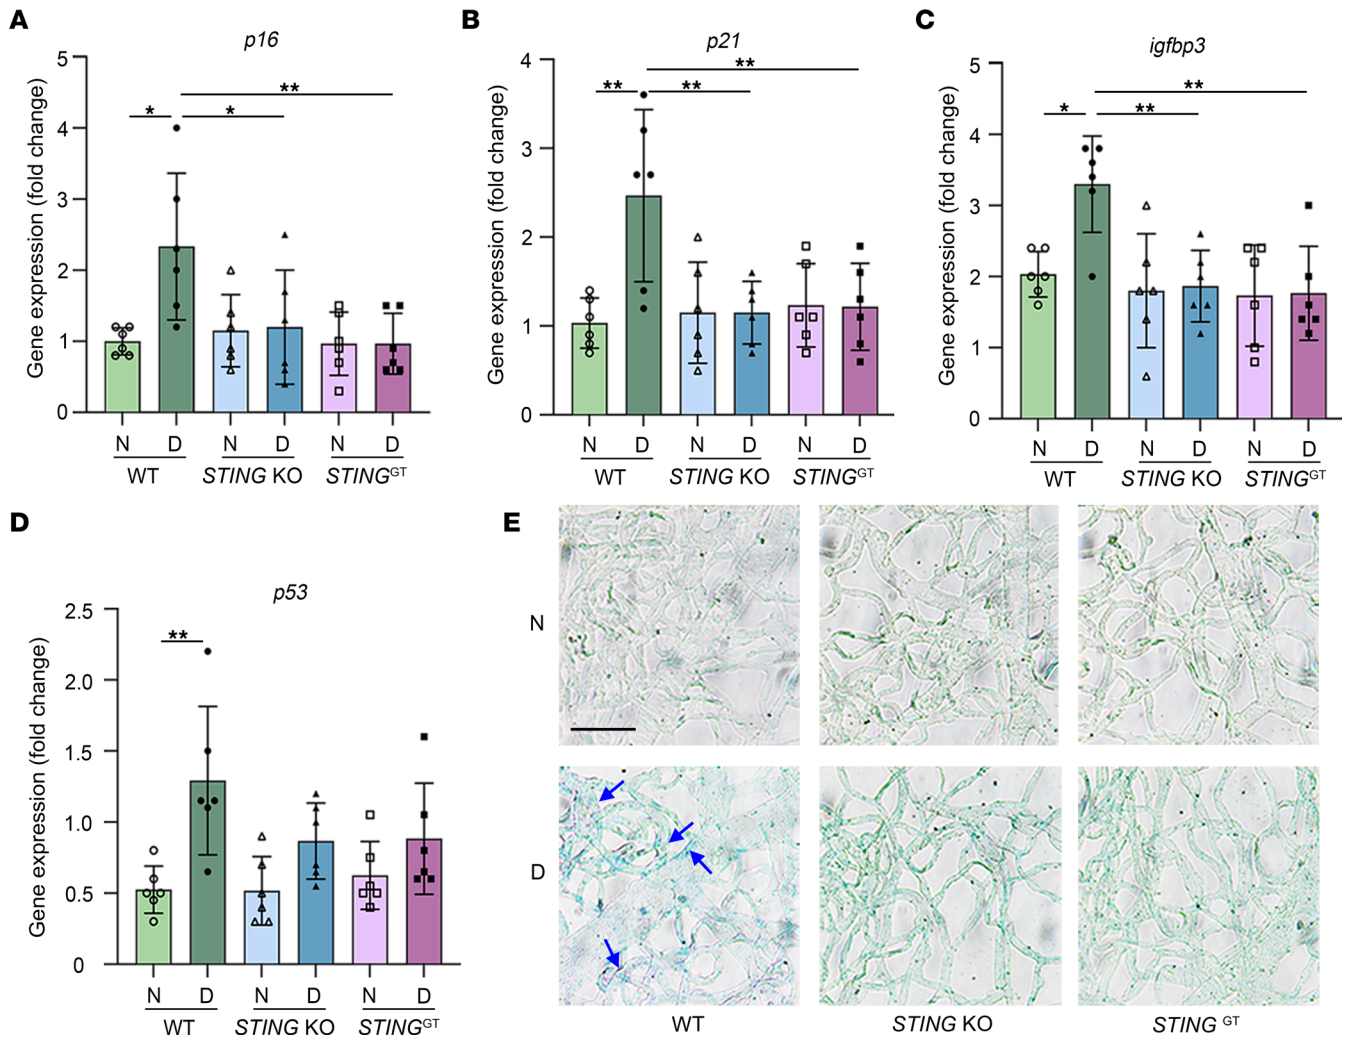 A
p16
Gene expression (fold change)
5
4
3
2
1
0
*
*
**
N D N D N D
WT STING KO STINGGT
B
p21
Gene expression (fold change)
4
3
2
1
0
**
**
**
N D N D N D
WT STING KO STINGGT
C
igfbp3
Gene expression (fold change)
5
4
3
2
1
0
*
**
**
N D N D N D
WT STING KO STINGGT
D
p53
Gene expression (fold change)
2.5
2.0
1.5
1.0
0.5
0
**
N D N D N D
WT STING KO STINGGT
E
N
D
WT STING KO STING GT